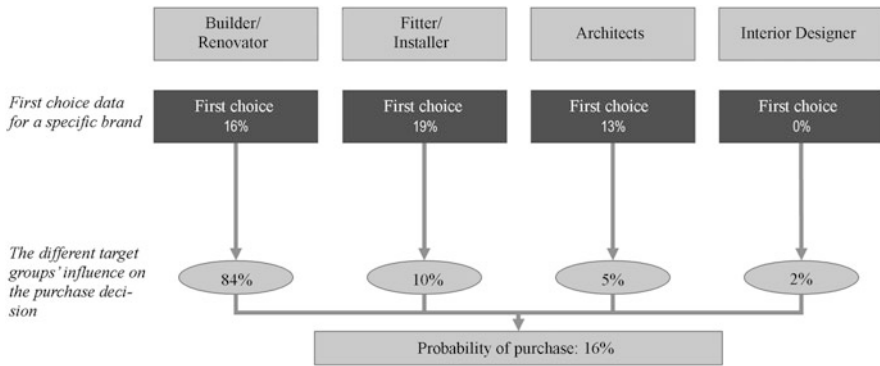 Builder/
Renovator
Fitter/
Installer
Architects
Interior Designer
First choice data
for a specific brand
First choice
16%
First choice
19%
First choice
13%
First choice
0%
The different target
groups' influence on
the purchase deci-
sion
84%
10%
5%
2%
Probability of purchase: 16%